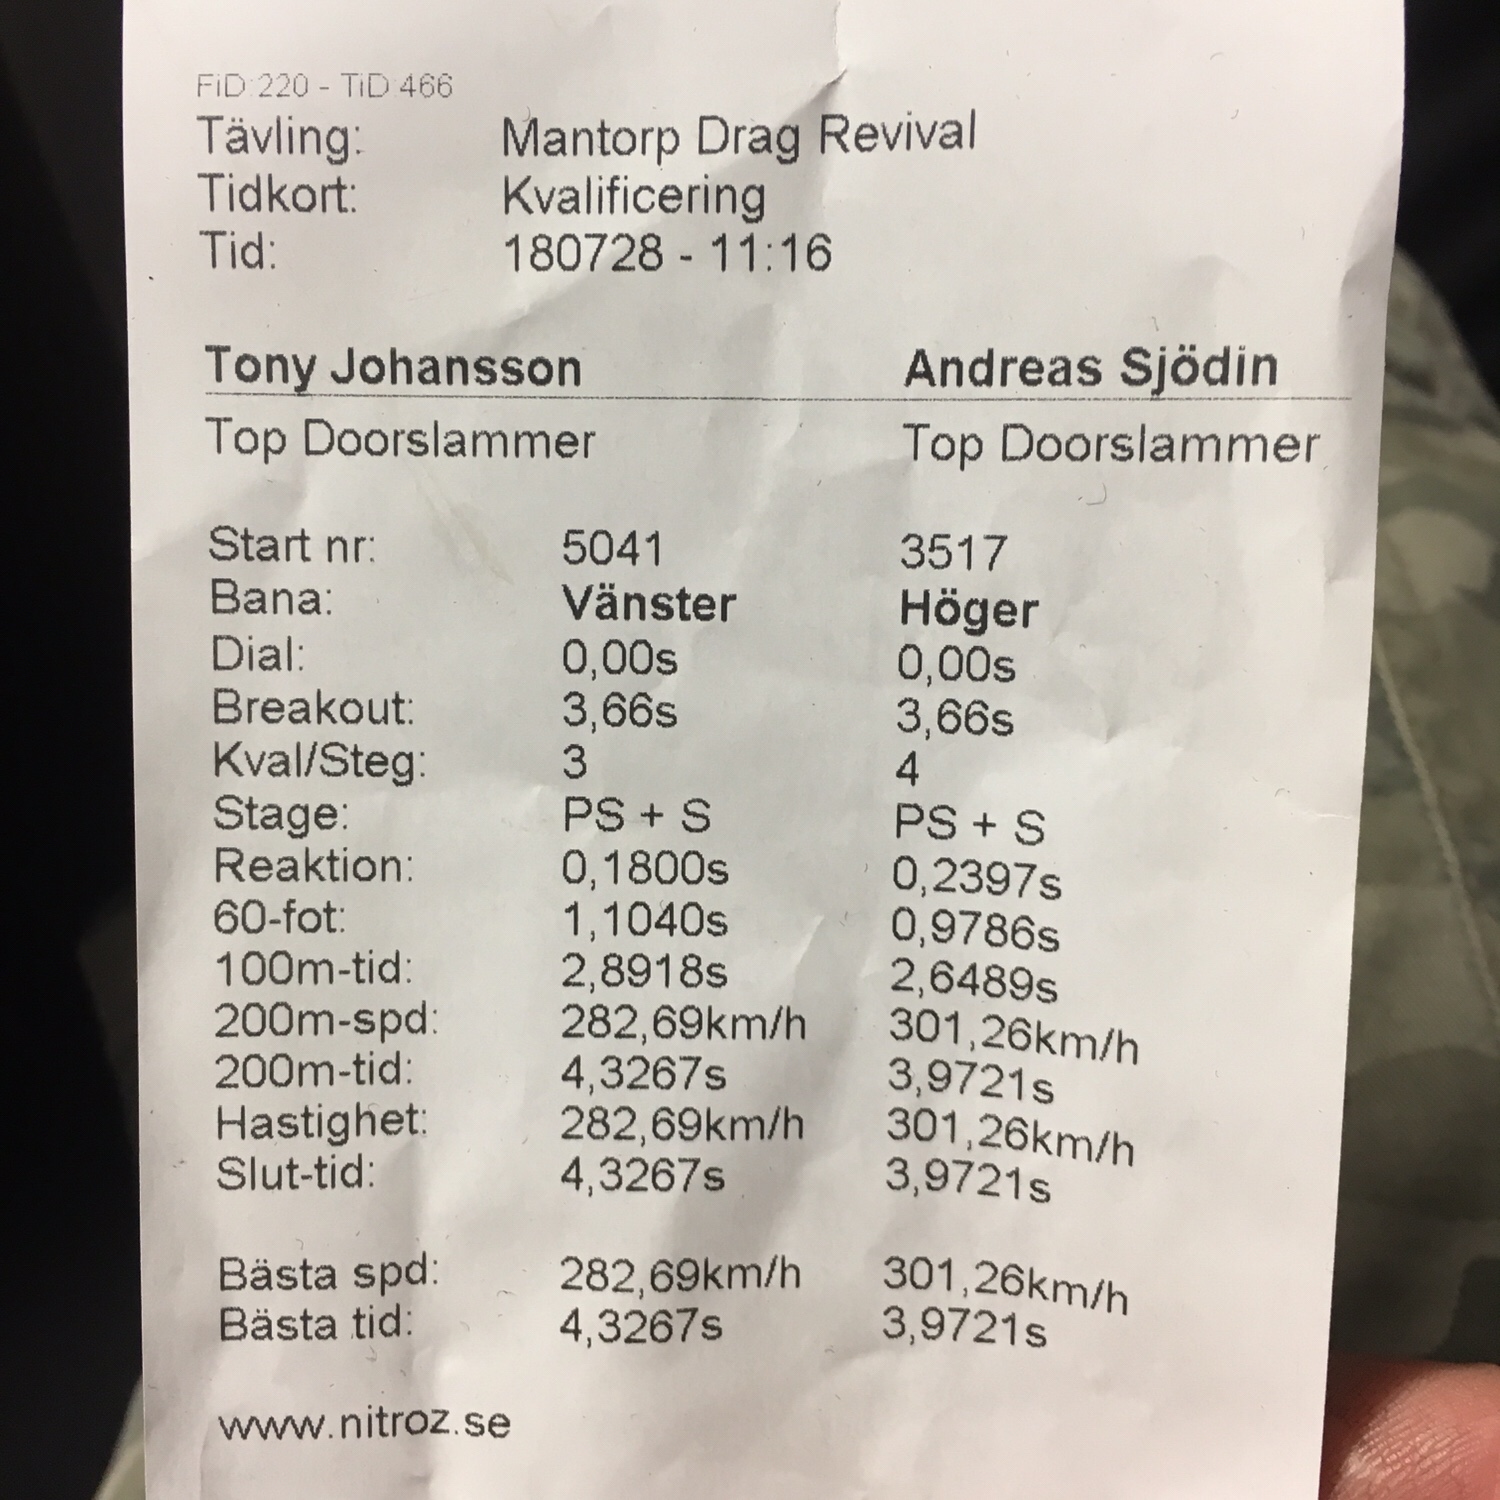 FiD:220 - TiD:466
Tävling: Mantorp Drag Revival
Tidkort: Kvalificering
Tid: 180728 - 11:16
Tony Johansson Andreas Sjödin
Top Doorslammer Top Doorslammer
Start nr: 5041 3517
Bana: Vänster Höger
Dial: 0,00s 0,00s
Breakout: 3,66s 3,66s
Kval/Steg: 3 4
Stage: PS + S PS + S
Reaktion: 0,1800s 0,2397s
60-fot: 1,1040s 0,9786s
100m-tid: 2,8918s 2,6489s
200m-spd: 282,69km/h 301,26km/h
200m-tid: 4,3267s 3,9721s
Hastighet: 282,69km/h 301,26km/h
Slut-tid: 4,3267s 3,9721s
Bästa spd: 282,69km/h 301,26km/h
Bästa tid: 4,3267s 3,9721s
www.nitroz.se